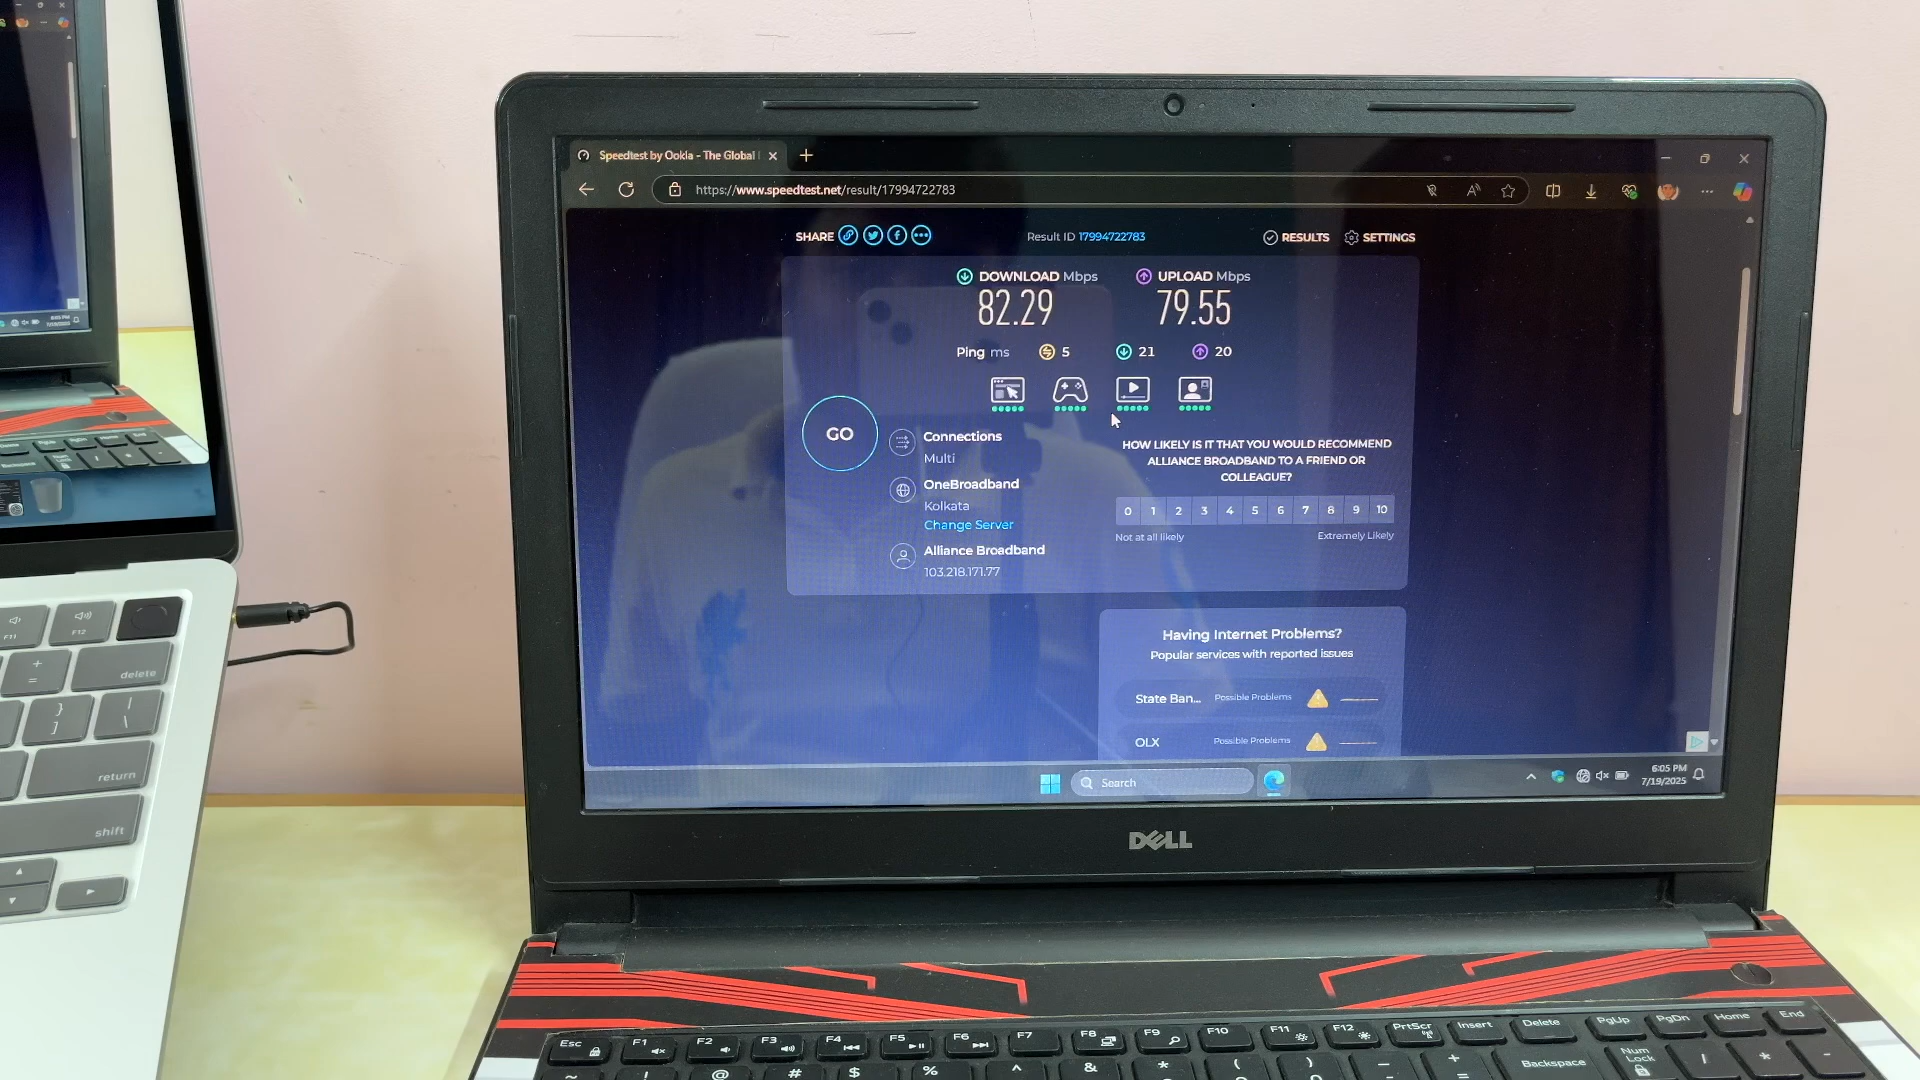 Speedtest by Ookla - The Global
https://www.speedtest.net/result/17994722783
SHARE
Result ID 17994722783
RESULTS
SETTINGS
DOWNLOAD Mbps
UPLOAD Mbps
82.29
79.55
Ping ms
5
21
20
GO
Connections
Multi
OneBroadband
Kolkata
Change Server
Alliance Broadband
103.218.171.77
HOW LIKELY IS IT THAT YOU WOULD RECOMMEND
ALLIANCE BROADBAND TO A FRIEND OR
COLLEAGUE?
0 1 2 3 4 5 6 7 8 9 10
Not at all likely
Extremely Likely
Having Internet Problems?
Popular services with reported issues
State Ban... Possible Problems
OLX Possible Problems
Search
6:05 PM
7/19/2025
DELL
F11
F12
+
=
delete
}
]
|
\
return
shift
Esc F1 F2 F3 F4 F5 F6 F7 F8 F9 F10 F11 F12 PrtScr Insert Delete PgUp PgDn Home End
~ ! @ # $ % ^ & * ( ) _ + Backspace Num Lock / * -
=